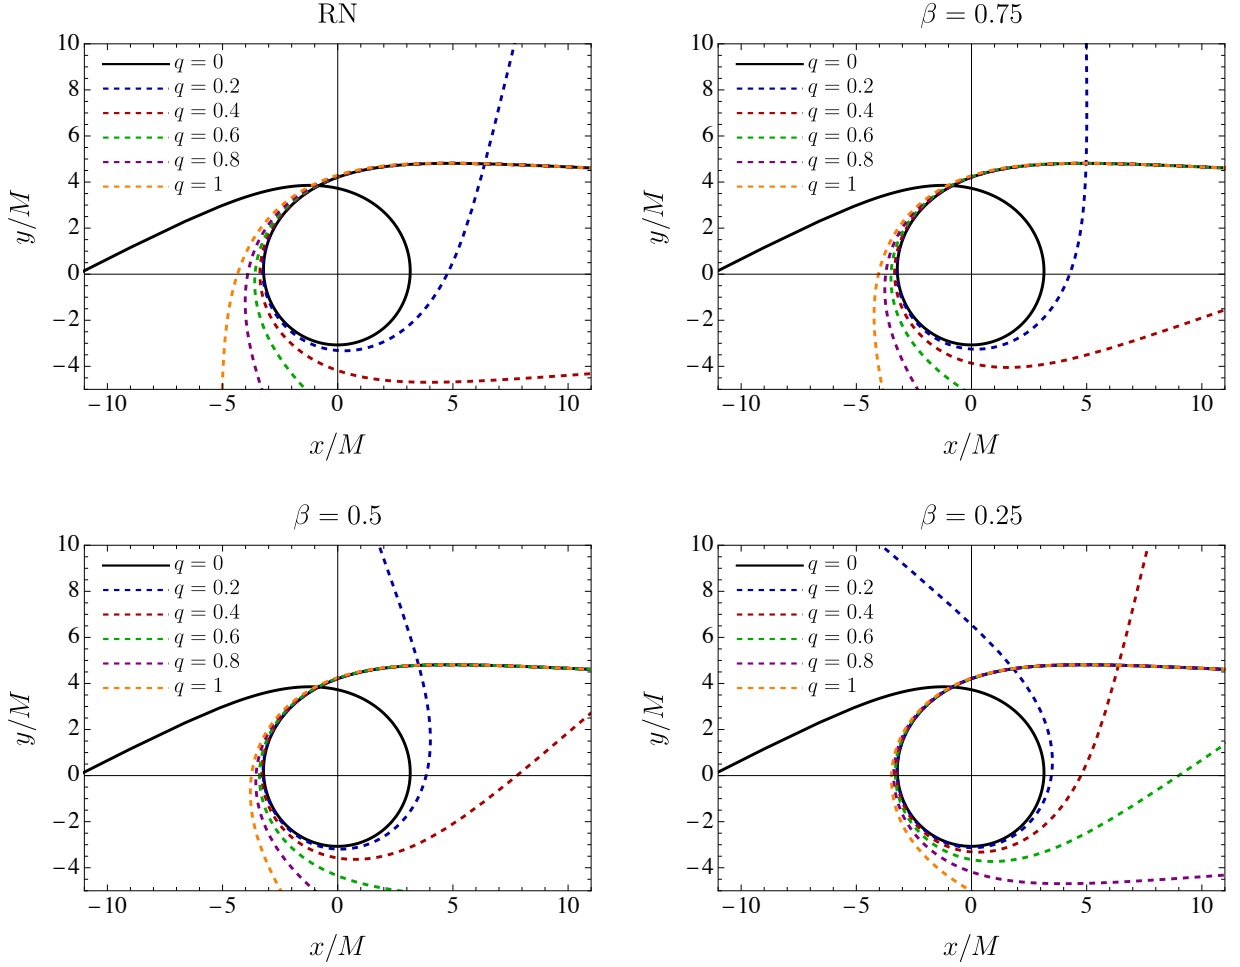 RN
10
8
6
4
2
0
−2
−4
y/M
q = 0
q = 0.2
q = 0.4
q = 0.6
q = 0.8
q = 1
−10 −5 0 5 10
x/M
β = 0.75
10
8
6
4
2
0
−2
−4
y/M
q = 0
q = 0.2
q = 0.4
q = 0.6
q = 0.8
q = 1
−10 −5 0 5 10
x/M
β = 0.5
10
8
6
4
2
0
−2
−4
y/M
q = 0
q = 0.2
q = 0.4
q = 0.6
q = 0.8
q = 1
−10 −5 0 5 10
x/M
β = 0.25
10
8
6
4
2
0
−2
−4
y/M
q = 0
q = 0.2
q = 0.4
q = 0.6
q = 0.8
q = 1
−10 −5 0 5 10
x/M